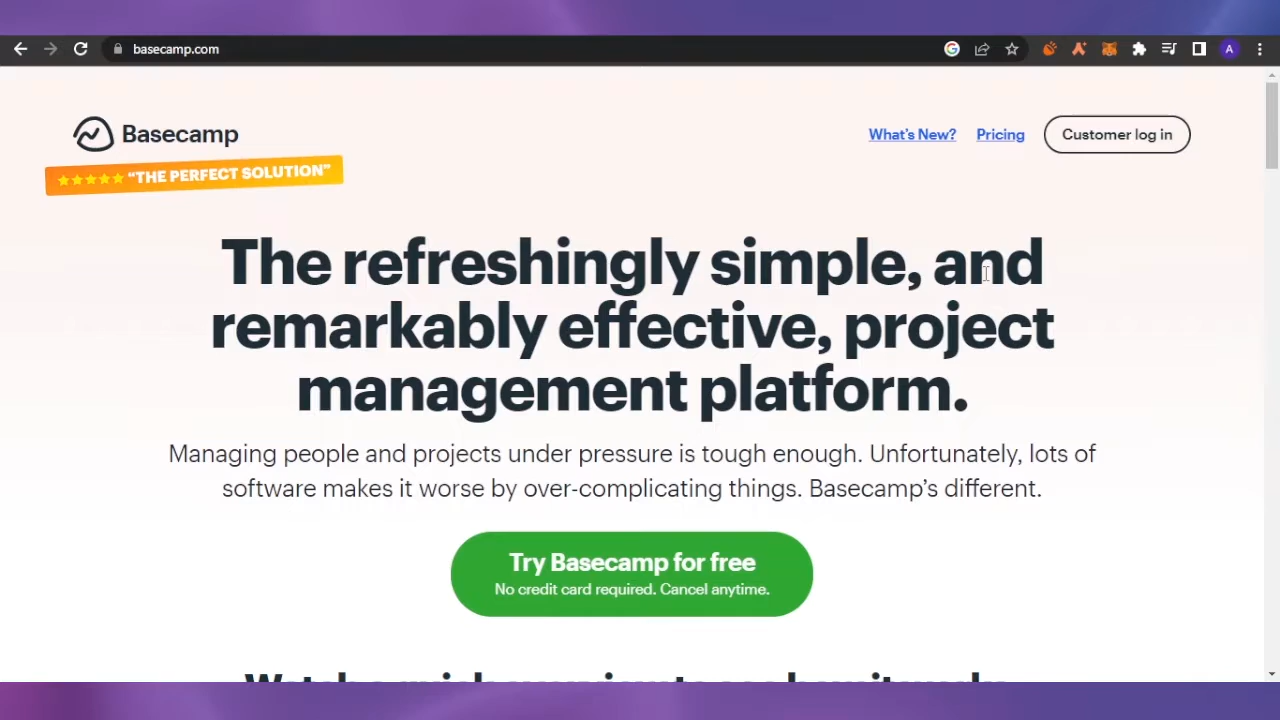 basecamp.com
A
Basecamp
What's New?
Pricing
Customer log in
“THE PERFECT SOLUTION”
The refreshingly simple, and
remarkably effective, project
management platform.
Managing people and projects under pressure is tough enough. Unfortunately, lots of
software makes it worse by over-complicating things. Basecamp’s different.
Try Basecamp for free
No credit card required. Cancel anytime.